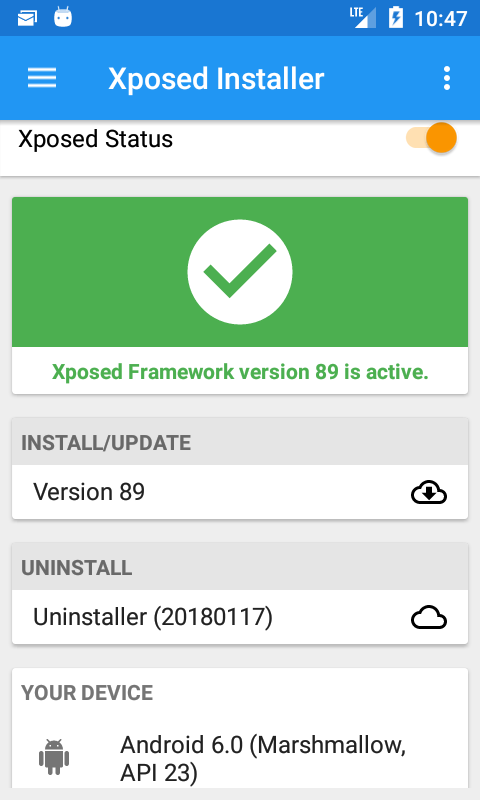 LTE 10:47
Xposed Installer
Xposed Status
Xposed Framework version 89 is active.
INSTALL/UPDATE
Version 89
UNINSTALL
Uninstaller (20180117)
YOUR DEVICE
Android 6.0 (Marshmallow,
API 23)